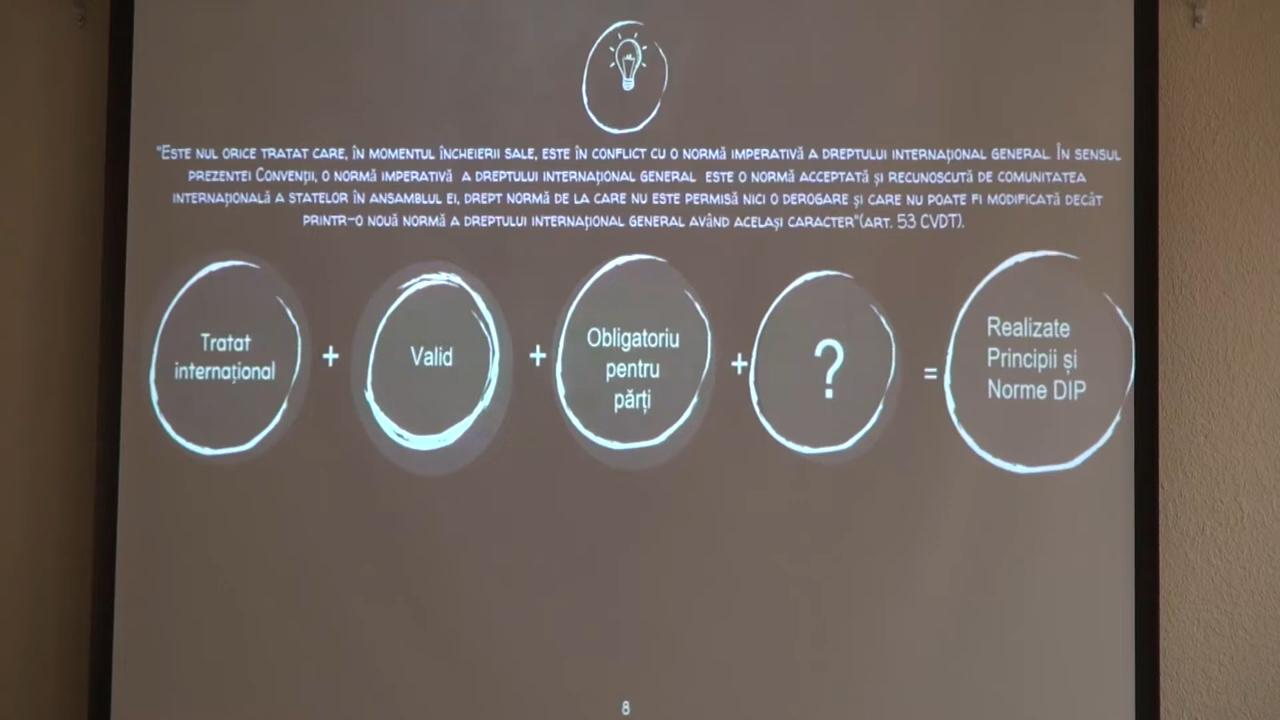 "Este nul orice tratat care, în momentul încheierii sale, este în conflict cu o normă imperativă a dreptului internațional general. În sensul
prezentei Convenții, o normă imperativă a dreptului internațional general este o normă acceptată și recunoscută de comunitatea
internațională a statelor în ansamblul ei, drept normă de la care nu este permisă nici o derogare și care nu poate fi modificată decât
printr-o nouă normă a dreptului internațional general având același caracter"(art. 53 CVDT).
Tratat
internațional
+
Valid
+
Obligatoriu
pentru
părți
+
?
=
Realizate
Principii și
Norme DIP
8